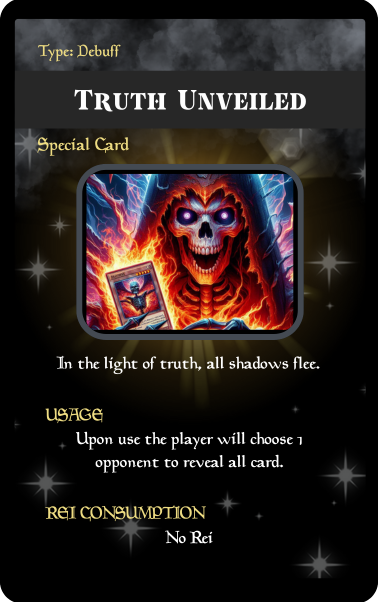 Type: Debuff
Truth Unveiled
Special Card
In the light of truth, all shadows flee.
USAGE
Upon use the player will choose 1
opponent to reveal all card.
REI CONSUMPTION
No Rei